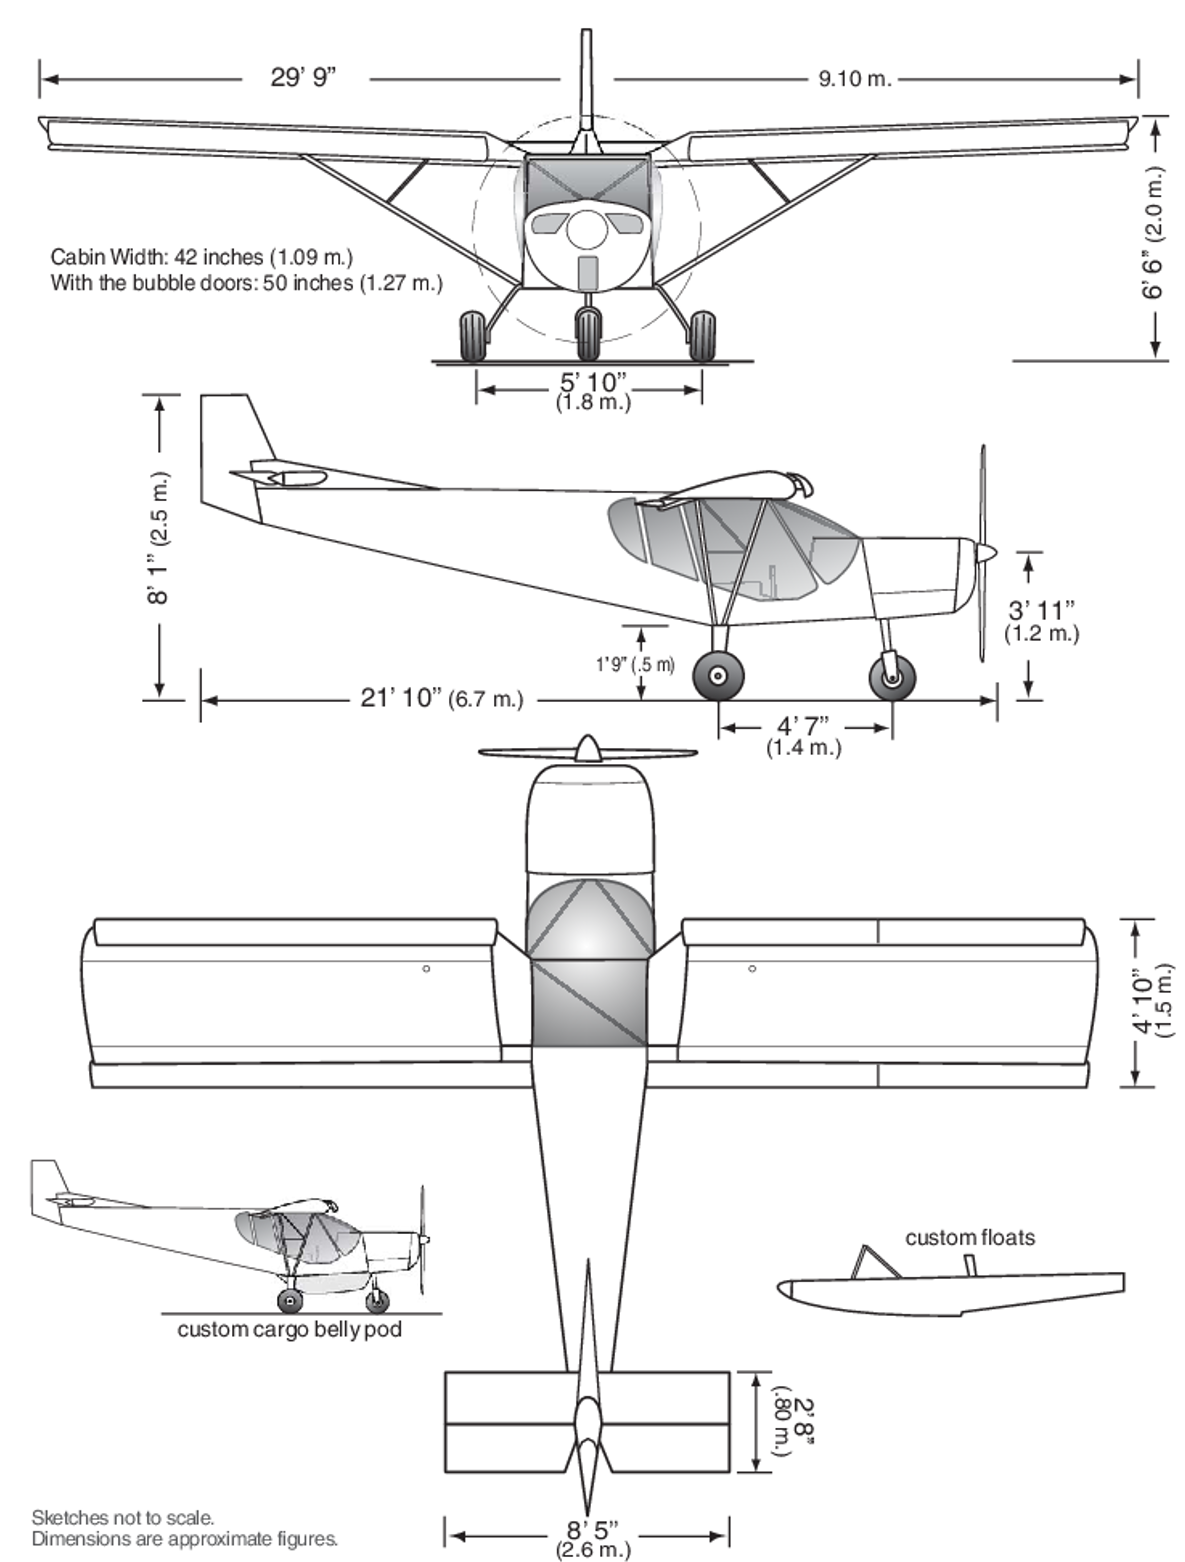 29' 9"
9.10 m.
6' 6" (2.0 m.)
Cabin Width: 42 inches (1.09 m.)
With the bubble doors: 50 inches (1.27 m.)
5' 10"
(1.8 m.)
8' 1" (2.5 m.)
3' 11"
(1.2 m.)
1'9" (.5 m)
21' 10" (6.7 m.)
4' 7"
(1.4 m.)
4' 10"
(1.5 m.)
custom floats
custom cargo belly pod
2' 8"
(.80 m.)
Sketches not to scale.
Dimensions are approximate figures.
8' 5"
(2.6 m.)